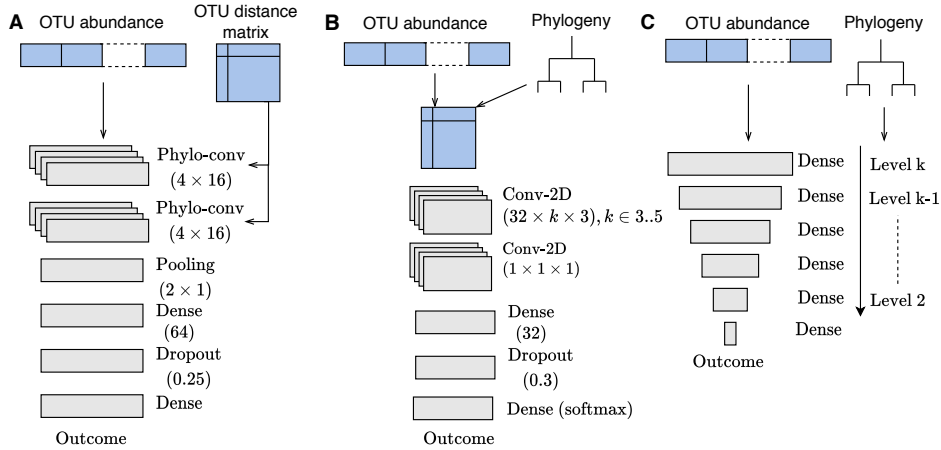 A
OTU abundance
OTU distance
matrix
Phylo-conv
(4 × 16)
Phylo-conv
(4 × 16)
Pooling
(2 × 1)
Dense
(64)
Dropout
(0.25)
Dense
Outcome
B
OTU abundance
Phylogeny
Conv-2D
(32 × k × 3), k ∈ 3..5
Conv-2D
(1 × 1 × 1)
Dense
(32)
Dropout
(0.3)
Dense (softmax)
Outcome
C
OTU abundance
Phylogeny
Dense
Level k
Dense
Level k-1
Dense
Dense
Dense
Level 2
Dense
Outcome